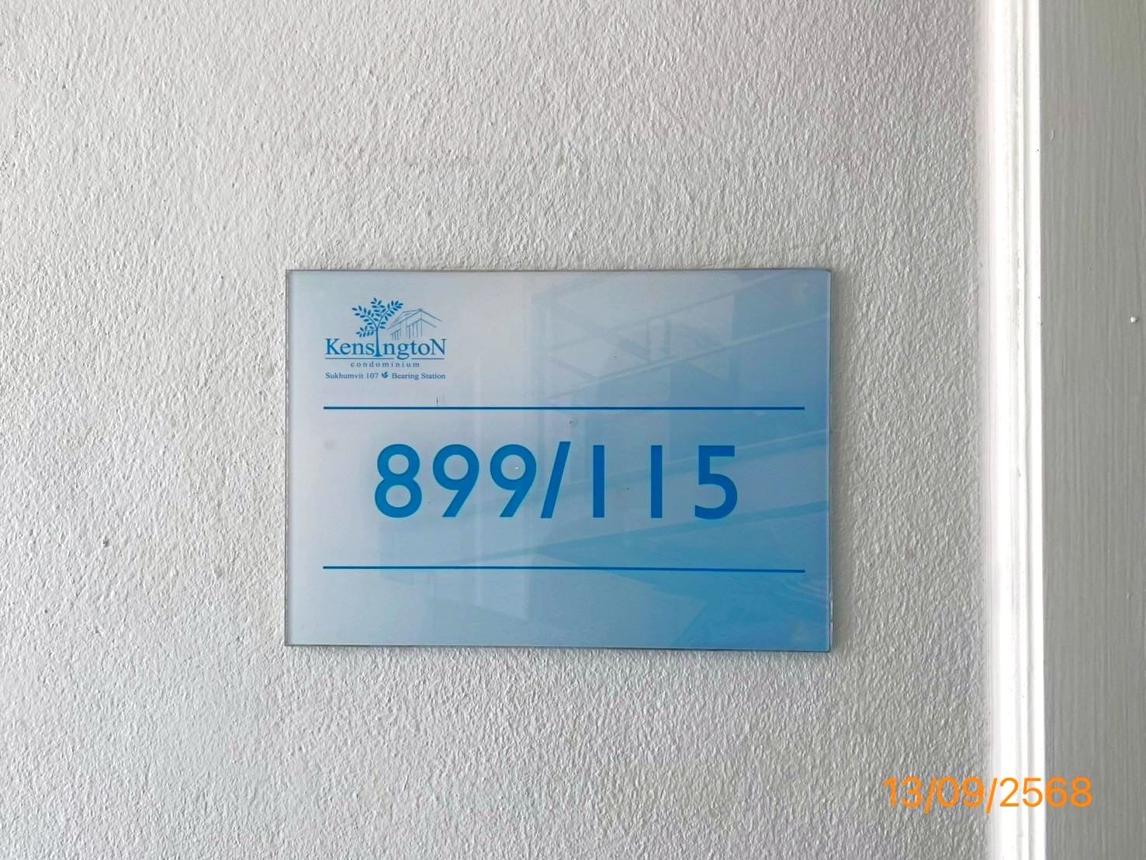 KensingtoN
condominium
Sukhumvit 107 Bearing Station
899/115
13/09/2568